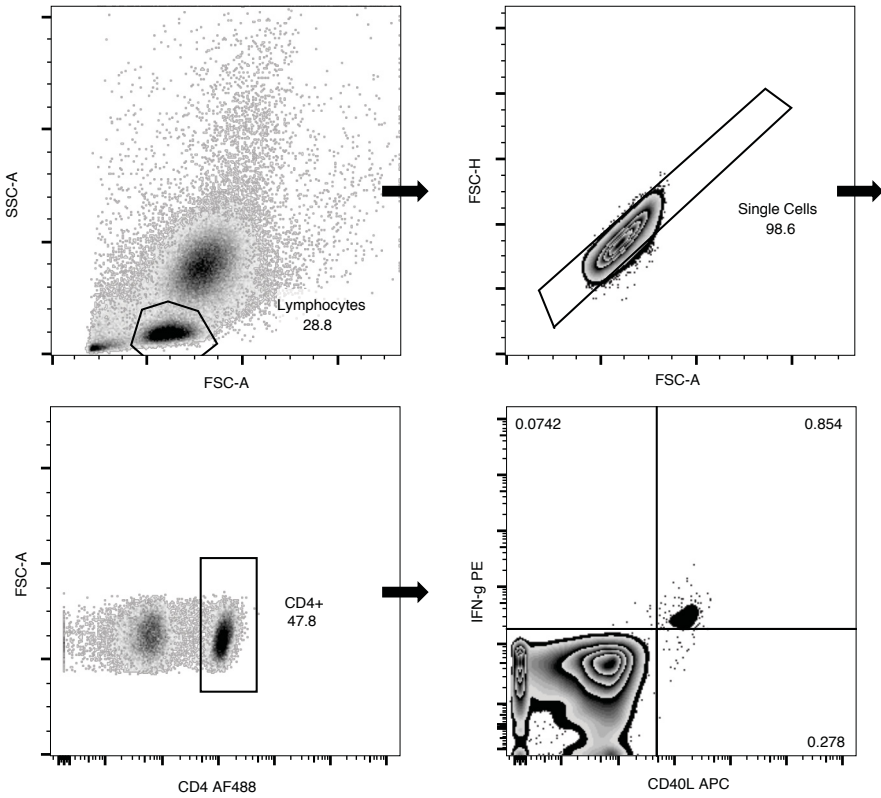 SSC-A
Lymphocytes
28.8
FSC-A
FSC-H
Single Cells
98.6
FSC-A
FSC-A
CD4+
47.8
CD4 AF488
IFN-g PE
0.0742
0.854
0.278
CD40L APC